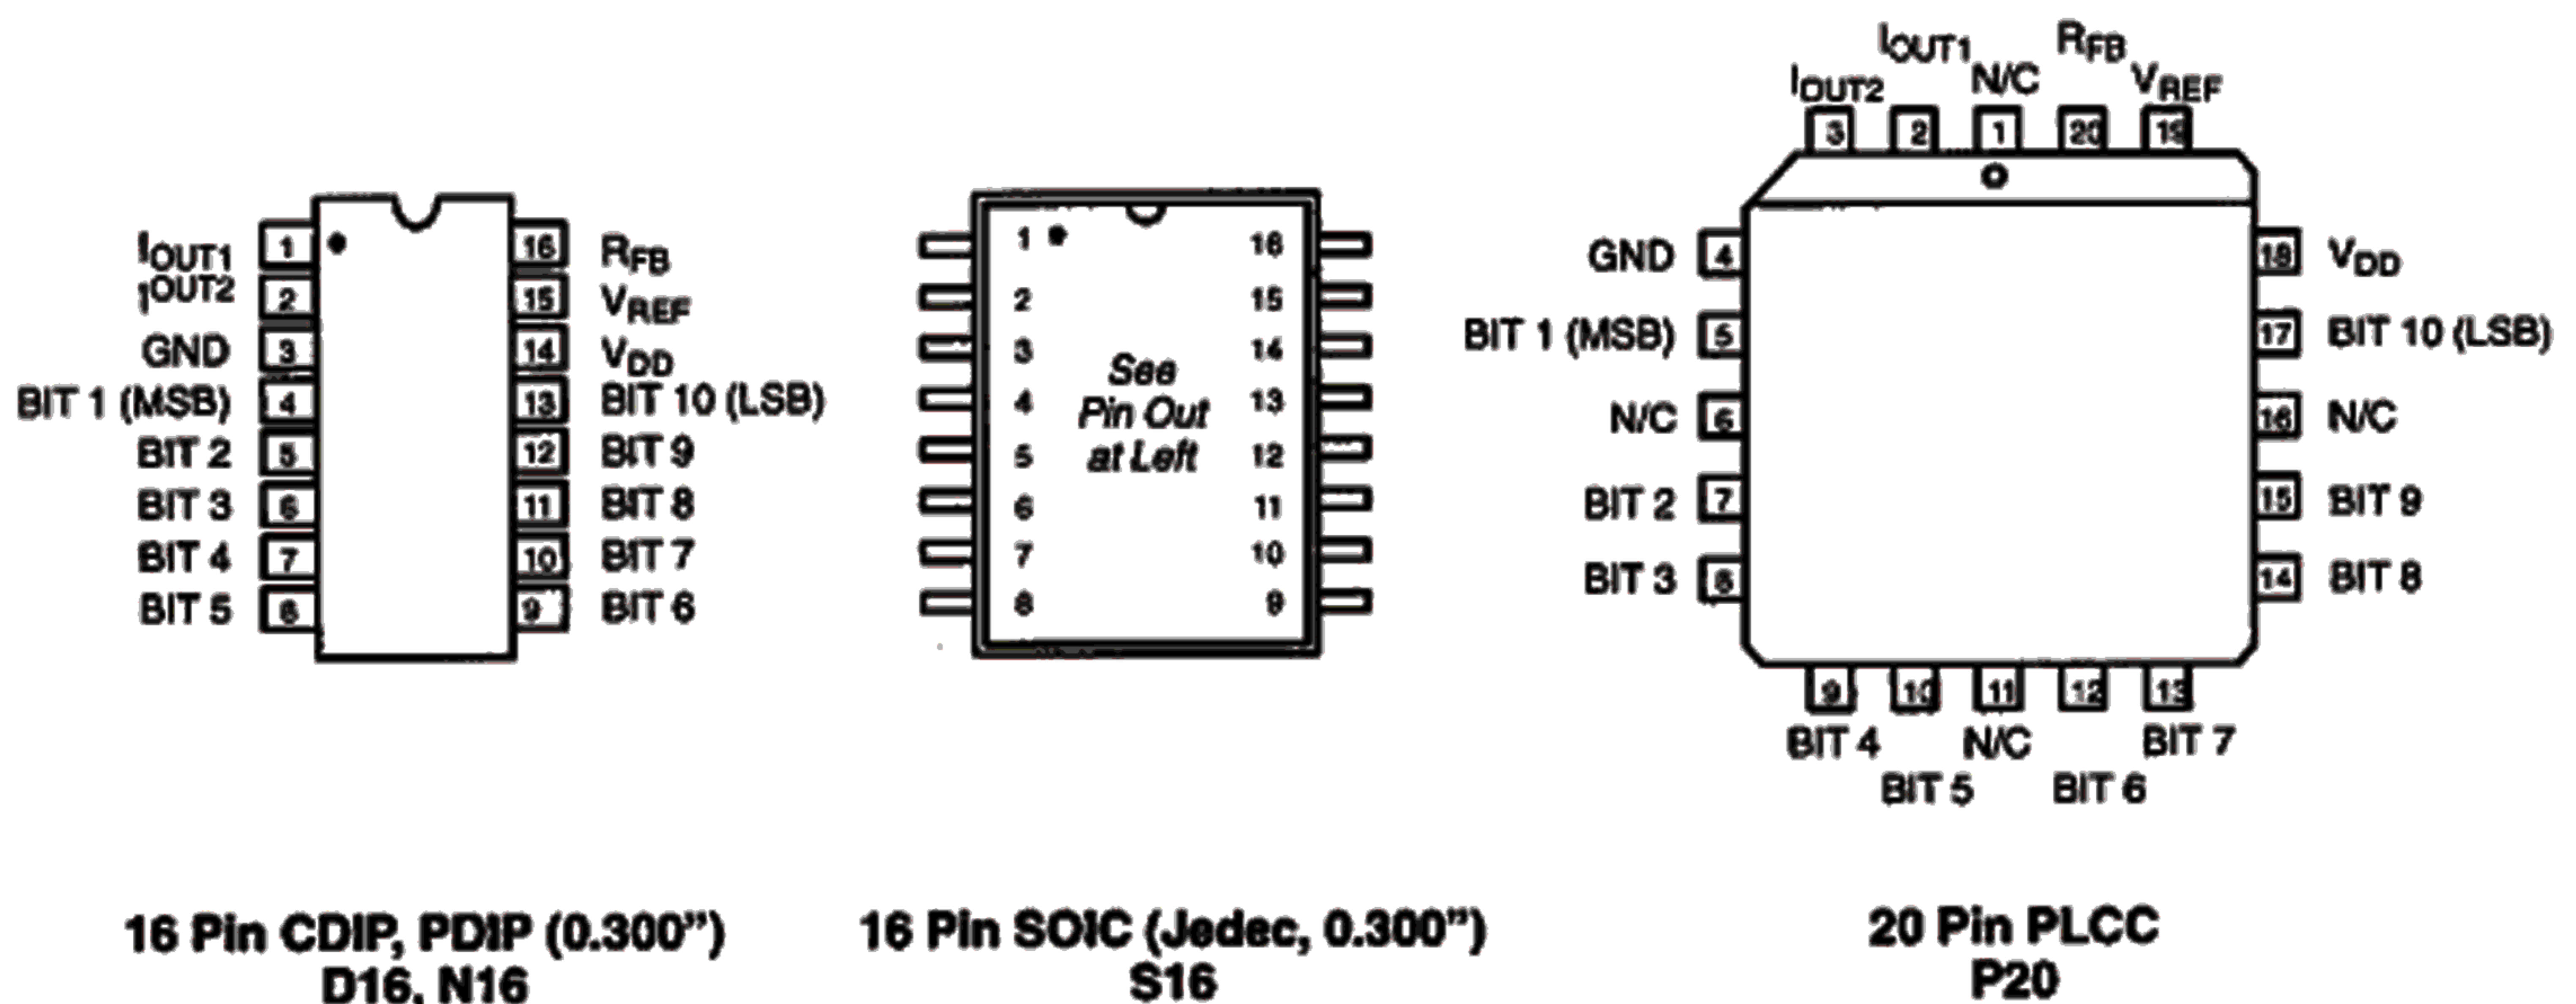 IOUT1 1 16 RFB
IOUT2 2 15 VREF
GND 3 14 VDD
BIT 1 (MSB) 4 13 BIT 10 (LSB)
BIT 2 5 12 BIT 9
BIT 3 6 11 BIT 8
BIT 4 7 10 BIT 7
BIT 5 8 9 BIT 6
16 Pin CDIP, PDIP (0.300”)
D16, N16
1 16
2 15
3 14
4 13
5 12
6 11
7 10
8 9
See
Pin Out
at Left
16 Pin SOIC (Jedec, 0.300”)
S16
IOUT1 RFB
IOUT2 N/C VREF
3 2 1 20 19
GND 4 18 VDD
BIT 1 (MSB) 5 17 BIT 10 (LSB)
N/C 6 16 N/C
BIT 2 7 15 BIT 9
BIT 3 8 14 BIT 8
9 10 11 12 13
BIT 4 N/C BIT 7
BIT 5 BIT 6
20 Pin PLCC
P20